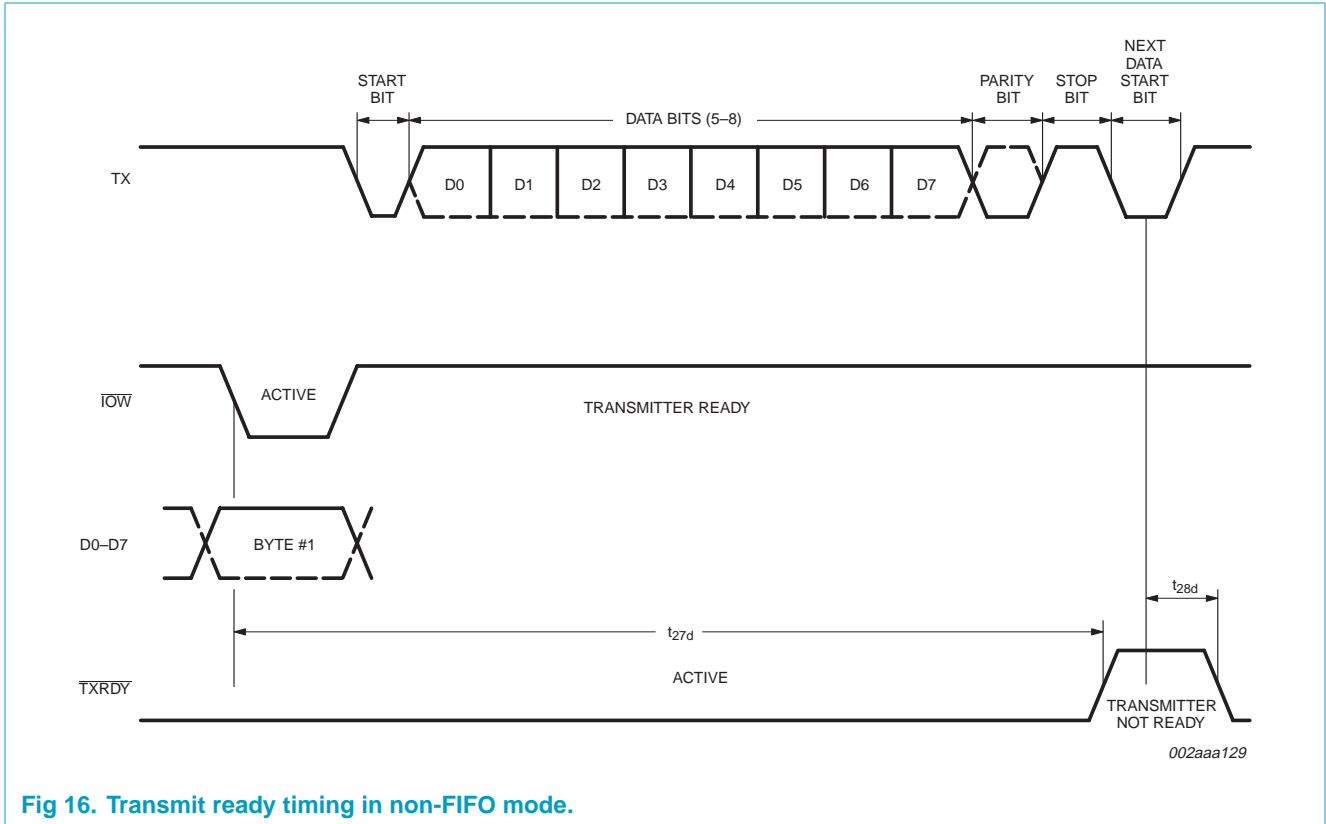 NEXT
DATA
START
BIT
START
BIT
PARITY
BIT
STOP
BIT
DATA BITS (5–8)
TX
D0
D1
D2
D3
D4
D5
D6
D7
IOW
ACTIVE
TRANSMITTER READY
D0–D7
BYTE #1
t28d
t27d
TXRDY
ACTIVE
TRANSMITTER
NOT READY
002aaa129
Fig 16. Transmit ready timing in non-FIFO mode.